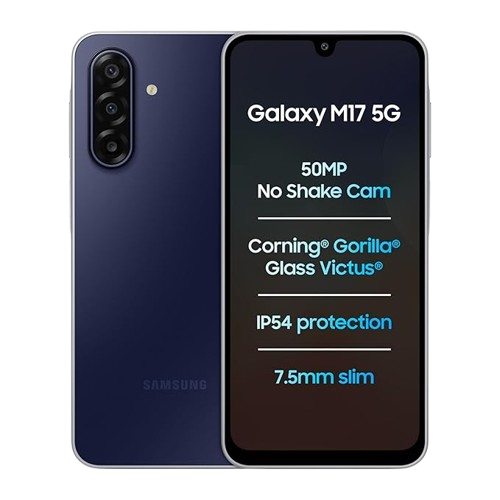 Galaxy M17 5G
50MP
No Shake Cam
Corning® Gorilla®
Glass Victus®
IP54 protection
7.5mm slim
SAMSUNG